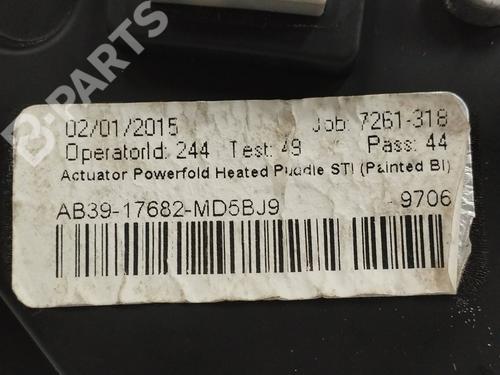 B-PARTS
02/01/2015 Job: 7261-318
OperatorId: 244 Test: 49 Pass: 44
Actuator Powerfold Heated Puddle STI (Painted Bl)
AB39-17682-MD5BJ9 9706